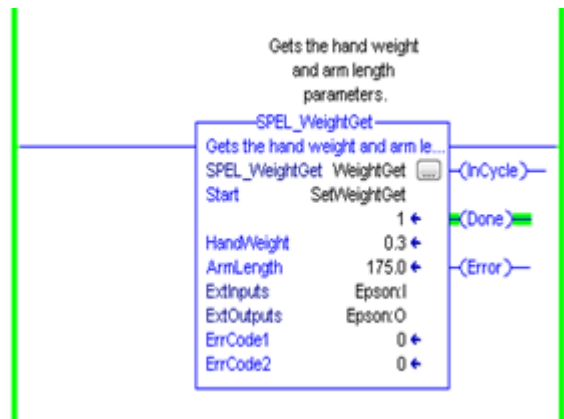 Gets the hand weight
and arm length
parameters.
SPEL_WeightGet
Gets the hand weight and arm le...
SPEL_WeightGet WeightGet ...
(InCycle)
Start SetWeightGet
1
(Done)
HandWeight 0.3
ArmLength 175.0
(Error)
ExtInputs Epson:I
ExtOutputs Epson:O
ErrCode1 0
ErrCode2 0